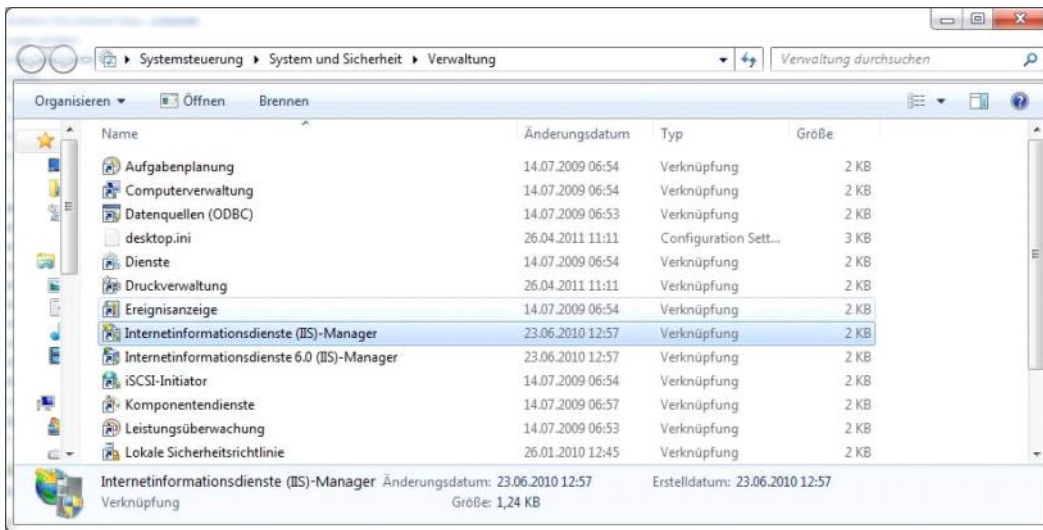 Systemsteuerung ▸ System und Sicherheit ▸ Verwaltung
Verwaltung durchsuchen
Organisieren Öffnen Brennen
Name Änderungsdatum Typ Größe
Aufgabenplanung 14.07.2009 06:54 Verknüpfung 2 KB
Computerverwaltung 14.07.2009 06:54 Verknüpfung 2 KB
Datenquellen (ODBC) 14.07.2009 06:53 Verknüpfung 2 KB
desktop.ini 26.04.2011 11:11 Configuration Sett... 3 KB
Dienste 14.07.2009 06:54 Verknüpfung 2 KB
Druckverwaltung 26.04.2011 11:11 Verknüpfung 2 KB
Ereignisanzeige 14.07.2009 06:54 Verknüpfung 2 KB
Internetinformationsdienste (IIS)-Manager 23.06.2010 12:57 Verknüpfung 2 KB
Internetinformationsdienste 6.0 (IIS)-Manager 23.06.2010 12:57 Verknüpfung 2 KB
iSCSI-Initiator 14.07.2009 06:54 Verknüpfung 2 KB
Komponentendienste 14.07.2009 06:57 Verknüpfung 2 KB
Leistungsüberwachung 14.07.2009 06:53 Verknüpfung 2 KB
Lokale Sicherheitsrichtlinie 26.01.2010 12:45 Verknüpfung 2 KB
Internetinformationsdienste (IIS)-Manager Änderungsdatum: 23.06.2010 12:57 Erstelldatum: 23.06.2010 12:57
Verknüpfung Größe: 1,24 KB